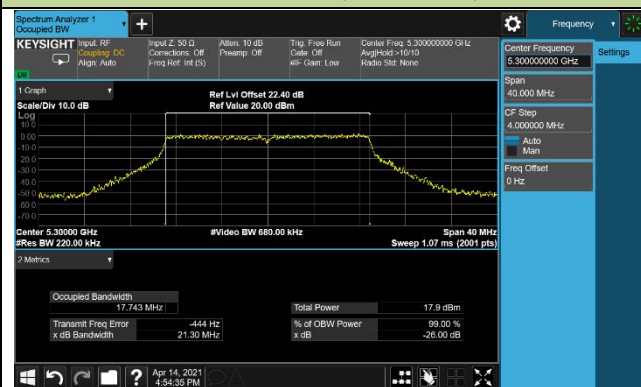 Spectrum Analyzer 1
Occupied BW
+
Frequency
KEYSIGHT
Input: RF
Coupling: DC
Align: Auto
Input Z: 50 Ω
Corrections: Off
Freq Ref: Int (S)
Atten: 10 dB
Preamp: Off
Trig: Free Run
Gate: Off
#IF Gain: Low
Center Freq: 5.300000000 GHz
Avg|Hold:>10/10
Radio Std: None
LNI
Center Frequency
5.300000000 GHz
Settings
Span
40.000 MHz
CF Step
4.000000 MHz
Auto
Man
Freq Offset
0 Hz
1 Graph
Scale/Div 10.0 dB
Ref Lvl Offset 22.40 dB
Ref Value 20.00 dBm
Log
10.0
0.00
-10.0
-20.0
-30.0
-40.0
-50.0
-60.0
-70.0
Center 5.30000 GHz
#Res BW 220.00 kHz
#Video BW 680.00 kHz
Span 40 MHz
Sweep 1.07 ms (2001 pts)
2 Metrics
Occupied Bandwidth
17.743 MHz
Total Power 17.9 dBm
Transmit Freq Error -444 Hz
% of OBW Power 99.00 %
x dB Bandwidth 21.30 MHz
x dB -26.00 dB
?
Apr 14, 2021
4:54:35 PM